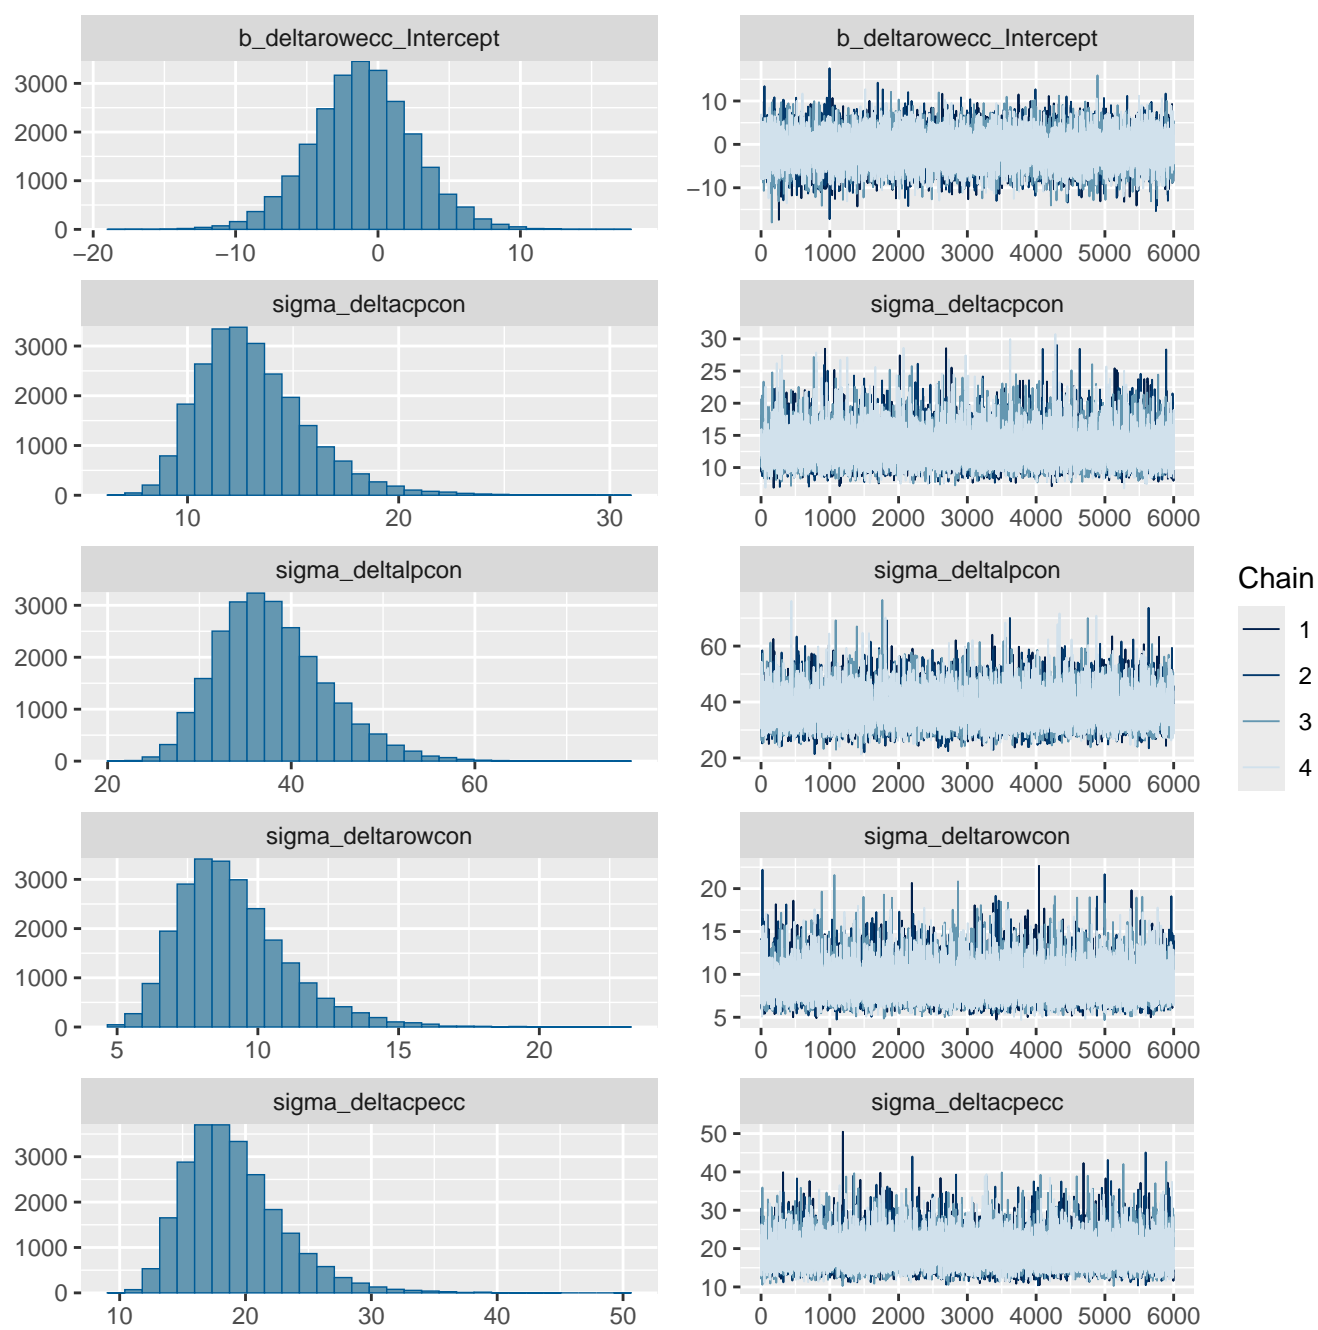 b_deltarowecc_Intercept
3000
2000
1000
0
−20 −10 0 10
b_deltarowecc_Intercept
10
0
−10
0 1000 2000 3000 4000 5000 6000
sigma_deltacpcon
3000
2000
1000
0
10 20 30
sigma_deltacpcon
30
25
20
15
10
0 1000 2000 3000 4000 5000 6000
sigma_deltalpcon
3000
2000
1000
0
20 40 60
sigma_deltalpcon
60
40
20
0 1000 2000 3000 4000 5000 6000
sigma_deltarowcon
3000
2000
1000
0
5 10 15 20
sigma_deltarowcon
20
15
10
5
0 1000 2000 3000 4000 5000 6000
sigma_deltacpecc
3000
2000
1000
0
10 20 30 40 50
sigma_deltacpecc
50
40
30
20
10
0 1000 2000 3000 4000 5000 6000
Chain
1
2
3
4